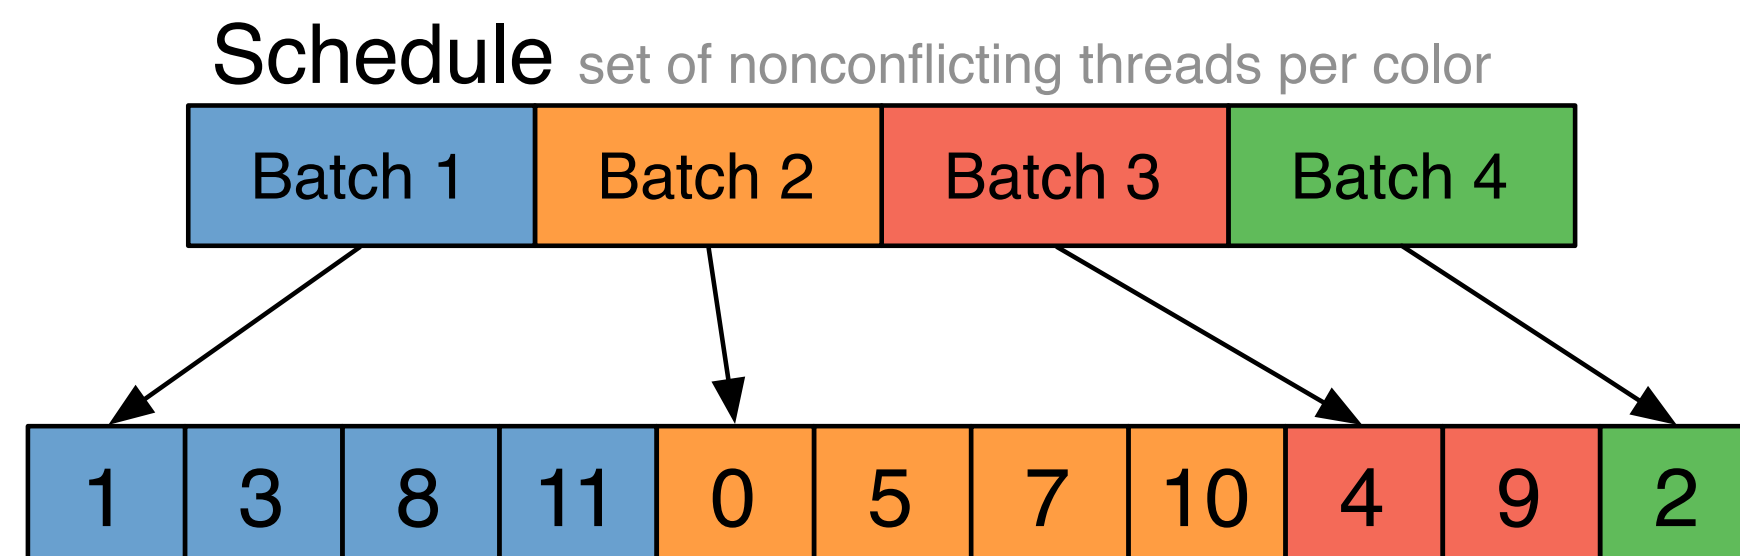 Schedule set of nonconflicting threads per color
Batch 1 Batch 2 Batch 3 Batch 4
1 3 8 11 0 5 7 10 4 9 2